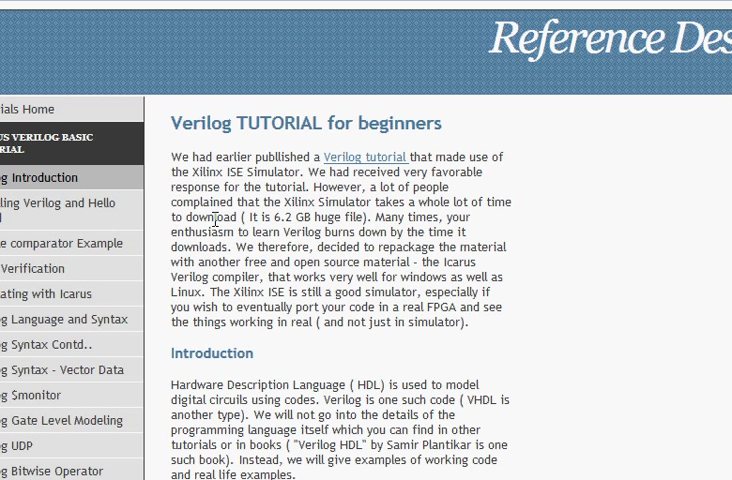 Reference Des
ials Home
US VERILOG BASIC
RIAL
g Introduction
ling Verilog and Hello
d
e comparator Example
Verification
ating with Icarus
g Language and Syntax
g Syntax Contd..
g Syntax - Vector Data
g $monitor
g Gate Level Modeling
g UDP
g Bitwise Operator
Verilog TUTORIAL for beginners
We had earlier publlished a Verilog tutorial that made use of
the Xilinx ISE Simulator. We had received very favorable
response for the tutorial. However, a lot of people
complained that the Xilinx Simulator takes a whole lot of time
to download ( It is 6.2 GB huge file). Many times, your
enthusiasm to learn Verilog burns down by the time it
downloads. We therefore, decided to repackage the material
with another free and open source material - the Icarus
Verilog compiler, that works very well for windows as well as
Linux. The Xilinx ISE is still a good simulator, especially if
you wish to eventually port your code in a real FPGA and see
the things working in real ( and not just in simulator).
Introduction
Hardware Description Language ( HDL) is used to model
digital circuils using codes. Verilog is one such code ( VHDL is
another type). We will not go into the details of the
programming language itself which you can find in other
tutorials or in books ( "Verilog HDL" by Samir Plantikar is one
such book). Instead, we will give examples of working code
and real life examples.